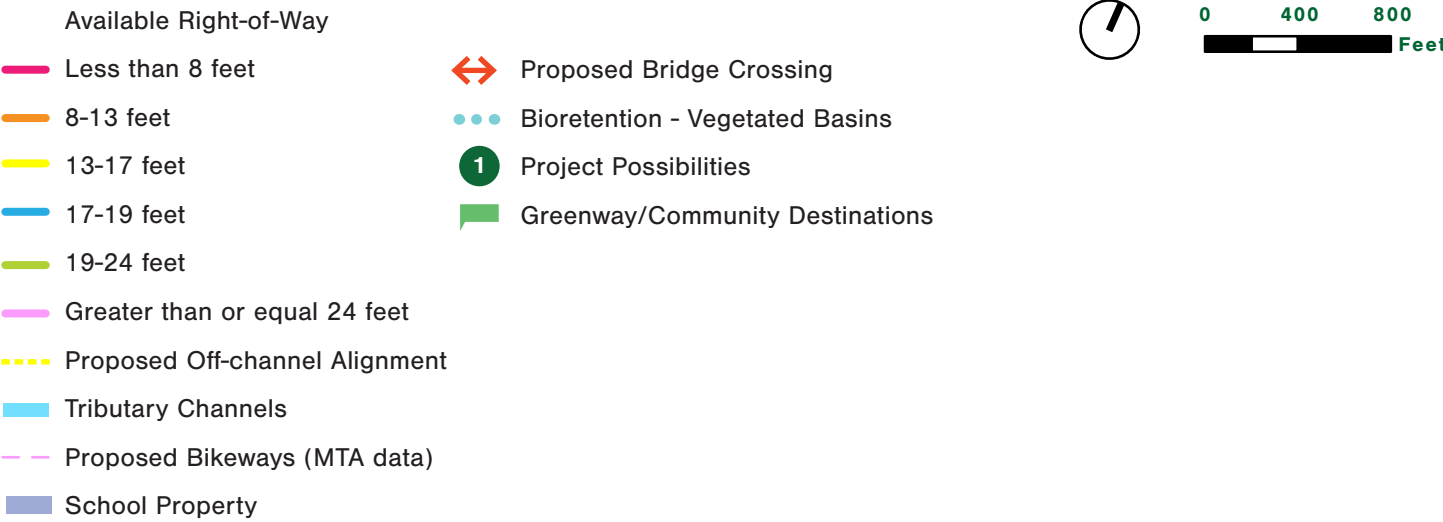 Available Right-of-Way
Less than 8 feet
8-13 feet
13-17 feet
17-19 feet
19-24 feet
Greater than or equal 24 feet
Proposed Off-channel Alignment
Tributary Channels
Proposed Bikeways (MTA data)
School Property
Proposed Bridge Crossing
Bioretention - Vegetated Basins
1 Project Possibilities
Greenway/Community Destinations
0 400 800
Feet